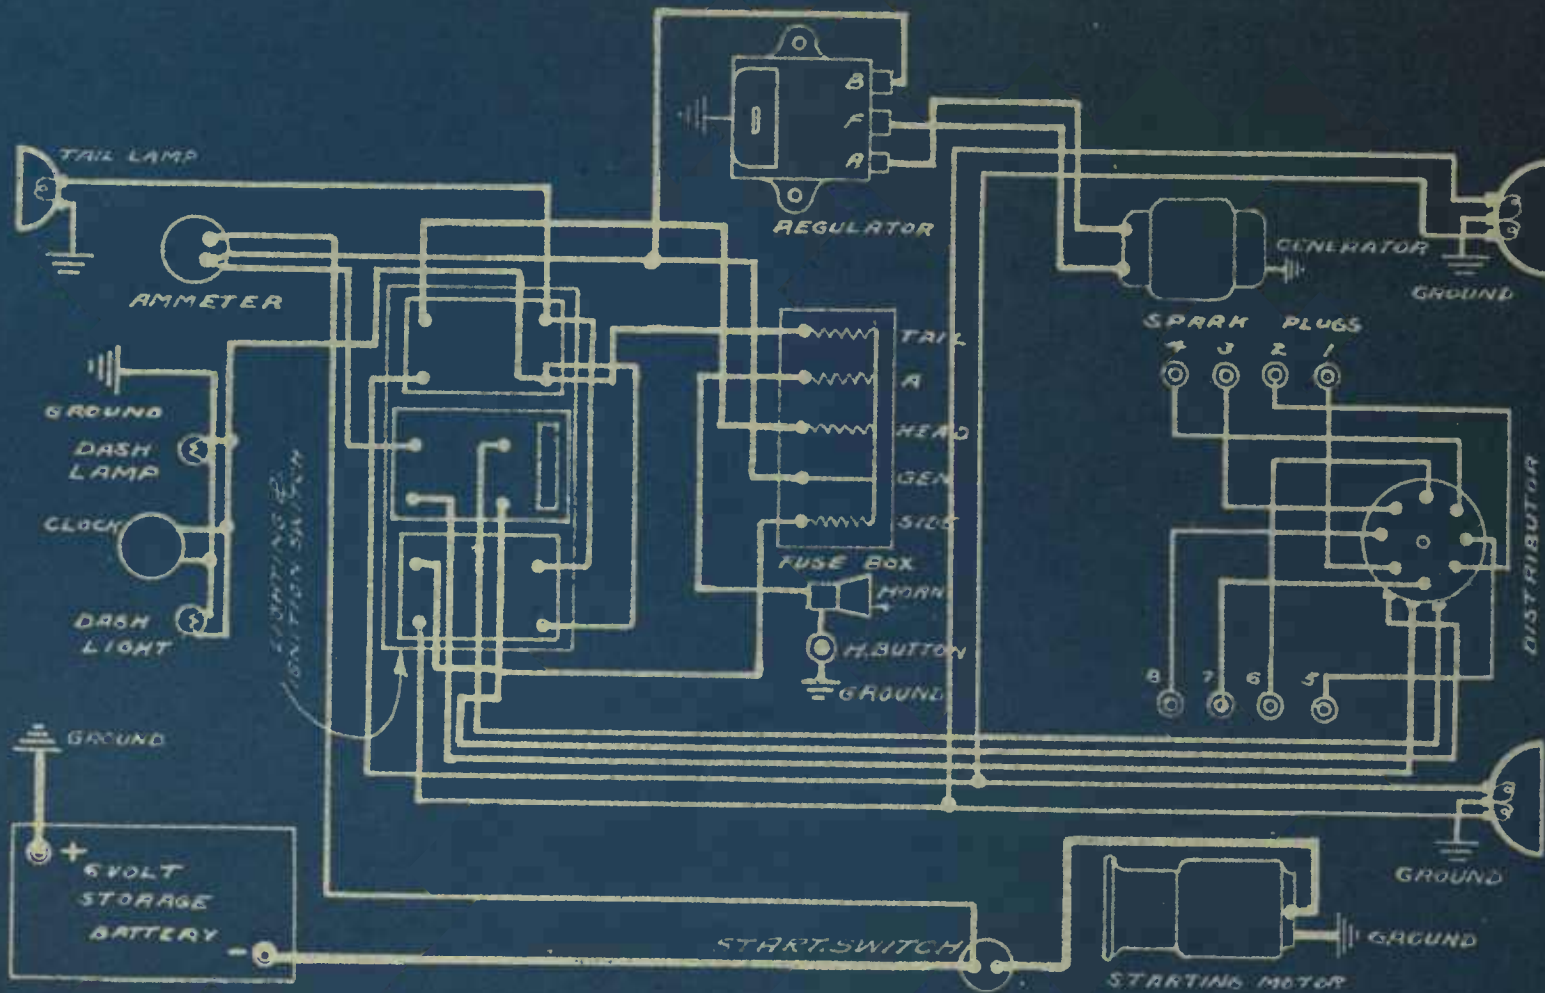 TAIL LAMP
AMMETER
GROUND
DASH
LAMP
CLOCK
DASH
LIGHT
LIGHTING &
IGNITION SWITCH
GROUND
+
6 VOLT
STORAGE
BATTERY
-
B
F
A
REGULATOR
GENERATOR
GROUND
TAIL
A
HEAD
GEN
SIDE
FUSE BOX
HORN
H. BUTTON
GROUND
SPARK PLUGS
4 3 2 1
DISTRIBUTOR
8 7 6 5
GROUND
START. SWITCH
GROUND
STARTING MOTOR